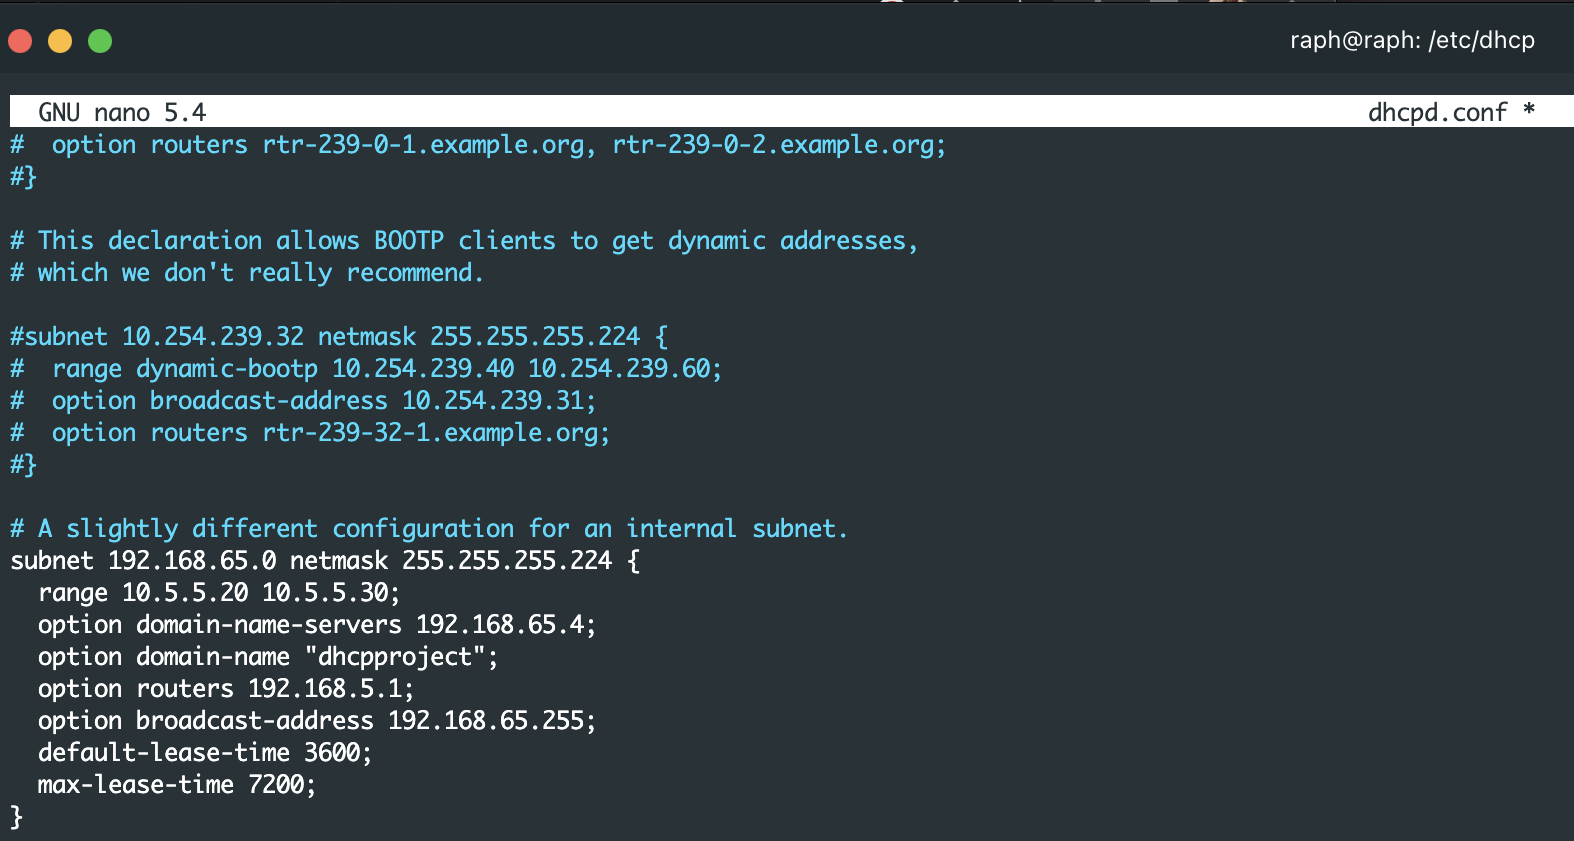 raph@raph: /etc/dhcp
GNU nano 5.4 dhcpd.conf *
#  option routers rtr-239-0-1.example.org, rtr-239-0-2.example.org;
#}

# This declaration allows BOOTP clients to get dynamic addresses,
# which we don't really recommend.

#subnet 10.254.239.32 netmask 255.255.255.224 {
#  range dynamic-bootp 10.254.239.40 10.254.239.60;
#  option broadcast-address 10.254.239.31;
#  option routers rtr-239-32-1.example.org;
#}

# A slightly different configuration for an internal subnet.
subnet 192.168.65.0 netmask 255.255.255.224 {
  range 10.5.5.20 10.5.5.30;
  option domain-name-servers 192.168.65.4;
  option domain-name "dhcpproject";
  option routers 192.168.5.1;
  option broadcast-address 192.168.65.255;
  default-lease-time 3600;
  max-lease-time 7200;
}